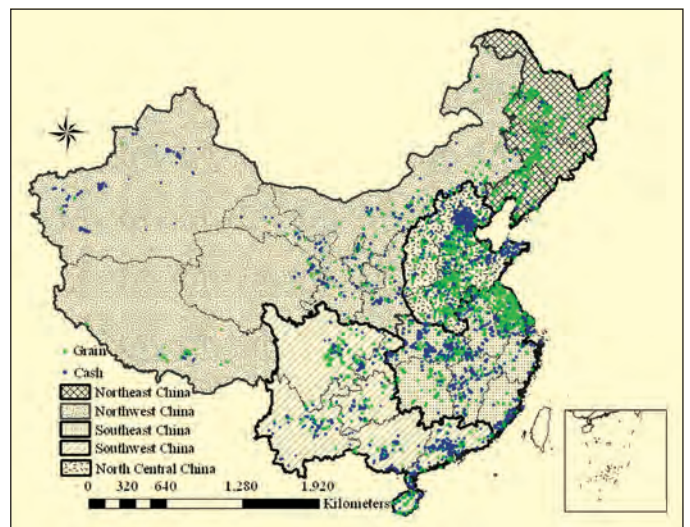 Grain
Cash
Northeast China
Northwest China
Southeast China
Southwest China
North Central China
0 320 640 1.280 1.920
Kilometers